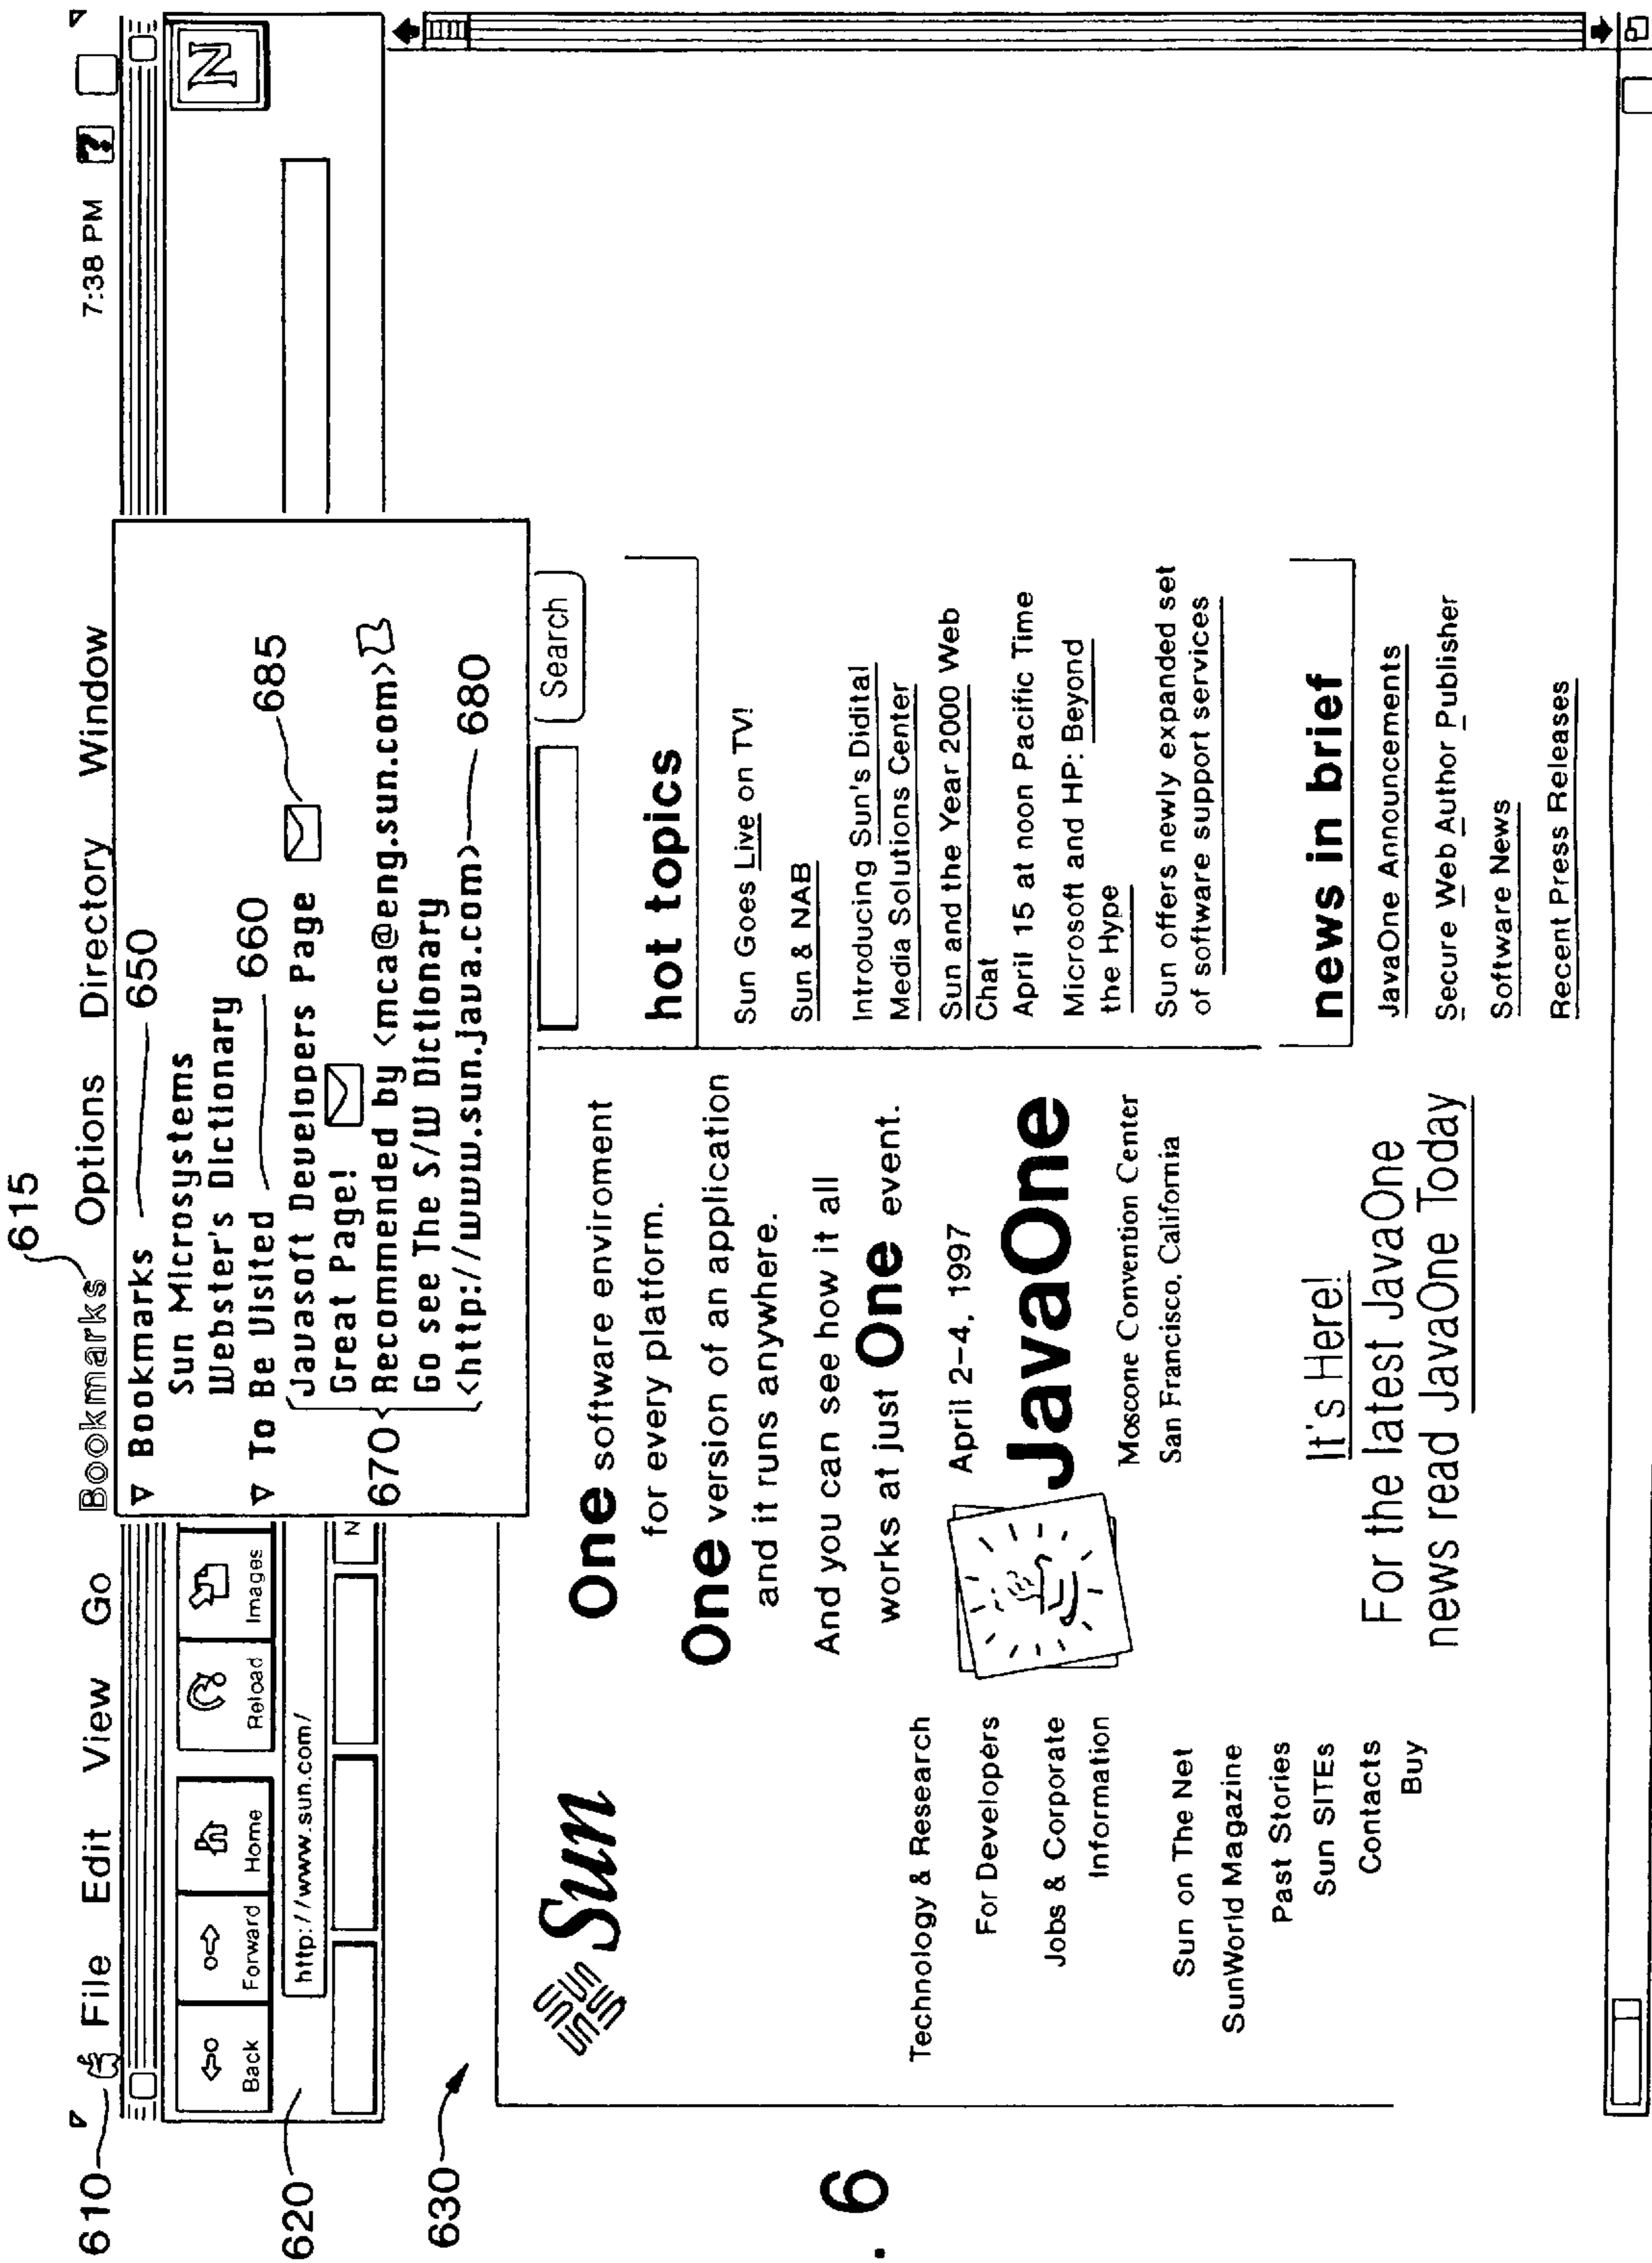 615
610 File Edit View Go Bookmarks Options Directory Window 7:38 PM ?
Back Forward Home Reload Images N
620 http://www.sun.com/
N
▽ Bookmarks 650
Sun Microsystems
Webster's Dictionary
▽ To Be Visited 660
Javasoft Developers Page 685
Great Page!
670 Recommended by <mca@eng.sun.com>
Go see The S/W Dictionary
<http://www.sun.java.com> 680
630
Search
Sun
Technology & Research
For Developers
Jobs & Corporate
Information
Sun on The Net
SunWorld Magazine
Past Stories
Sun SITEs
Contacts
Buy
One software enviroment
for every platform.
One version of an application
and it runs anywhere.
And you can see how it all
works at just One event.
April 2-4, 1997
JavaOne
Moscone Convention Center
San Francisco, California
It's Here!
For the latest JavaOne
news read JavaOne Today
hot topics
Sun Goes Live on TV!
Sun & NAB
Introducing Sun's Didital
Media Solutions Center
Sun and the Year 2000 Web
Chat
April 15 at noon Pacific Time
Microsoft and HP: Beyond
the Hype
Sun offers newly expanded set
of software support services
news in brief
JavaOne Announcements
Secure Web Author Publisher
Software News
Recent Press Releases
. 6